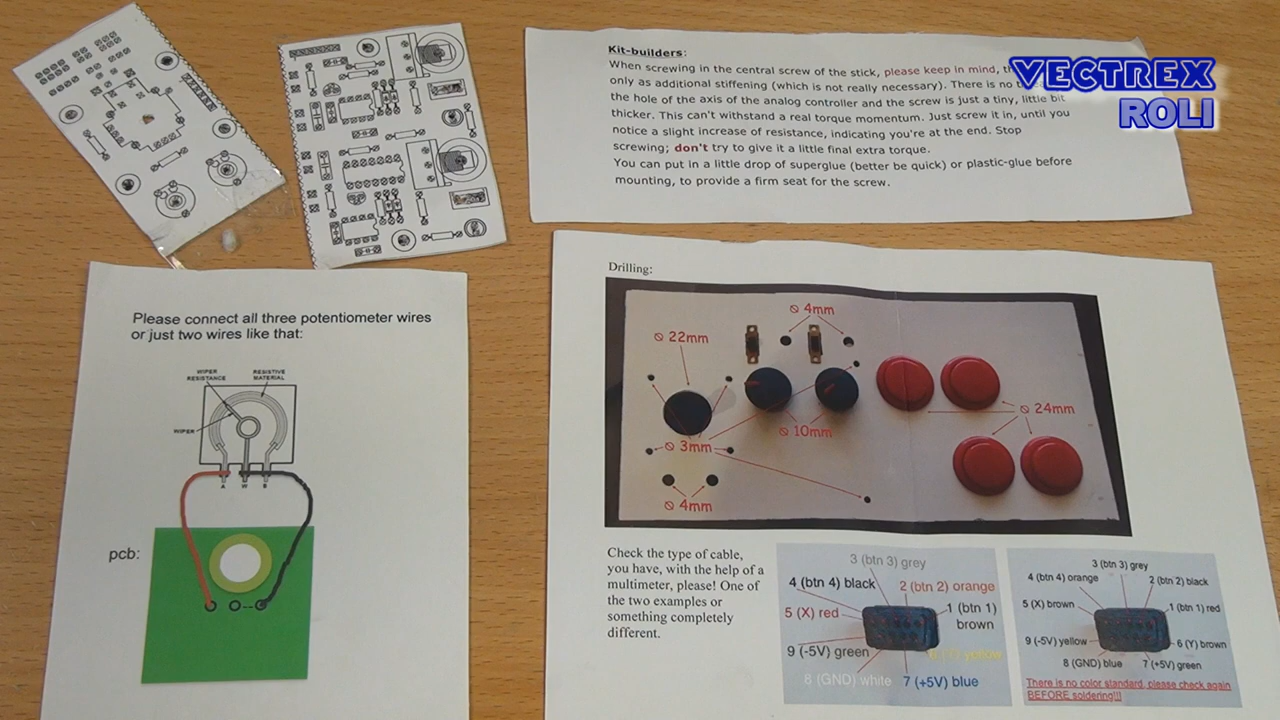 Kit-builders:
When screwing in the central screw of the stick, please keep in mind,
only as additional stiffening (which is not really necessary). There is no
the hole of the axis of the analog controller and the screw is just a tiny, little bit
thicker. This can't withstand a real torque momentum. Just screw it in, until you
notice a slight increase of resistance, indicating you're at the end. Stop
screwing; don't try to give it a little final extra torque.
You can put in a little drop of superglue (better be quick) or plastic-glue before
mounting, to provide a firm seat for the screw.
VECTREX
ROLI
Please connect all three potentiometer wires
or just two wires like that:
WIPER
RESISTANCE
RESISTIVE
MATERIAL
WIPER
A W B
pcb:
Drilling:
⌀ 4mm
⌀ 22mm
⌀ 24mm
⌀ 10mm
⌀ 3mm
⌀ 4mm
Check the type of cable,
you have, with the help of a
multimeter, please! One of
the two examples or
something completely
different.
3 (btn 3) grey
4 (btn 4) black
2 (btn 2) orange
5 (X) red
1 (btn 1)
brown
9 (-5V) green
6 (Y) yellow
8 (GND) white
7 (+5V) blue
3 (btn 3) grey
4 (btn 4) orange
2 (btn 2) black
5 (X) brown
1 (btn 1) red
9 (-5V) yellow
6 (Y) brown
8 (GND) blue
7 (+5V) green
There is no color standard, please check again
BEFORE soldering!!!